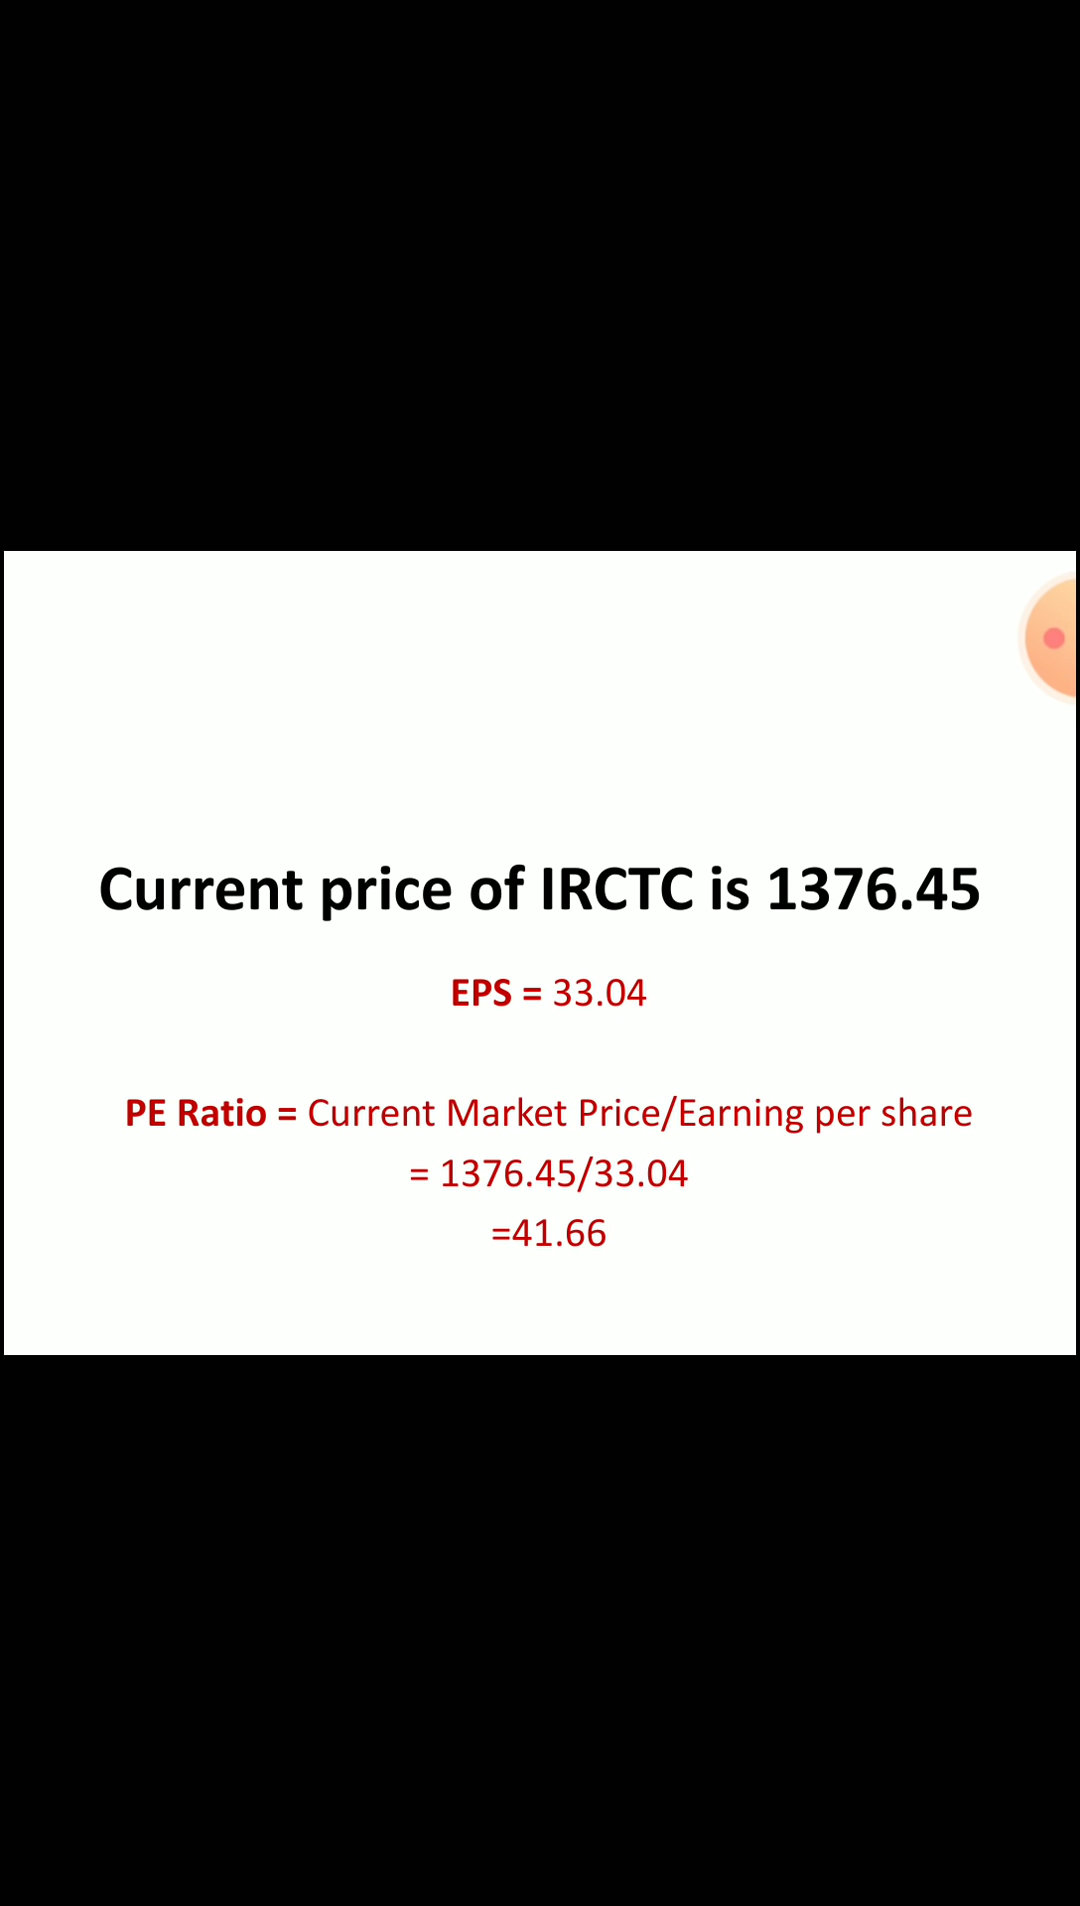 Current price of IRCTC is 1376.45
EPS = 33.04
PE Ratio = Current Market Price/Earning per share
= 1376.45/33.04
=41.66